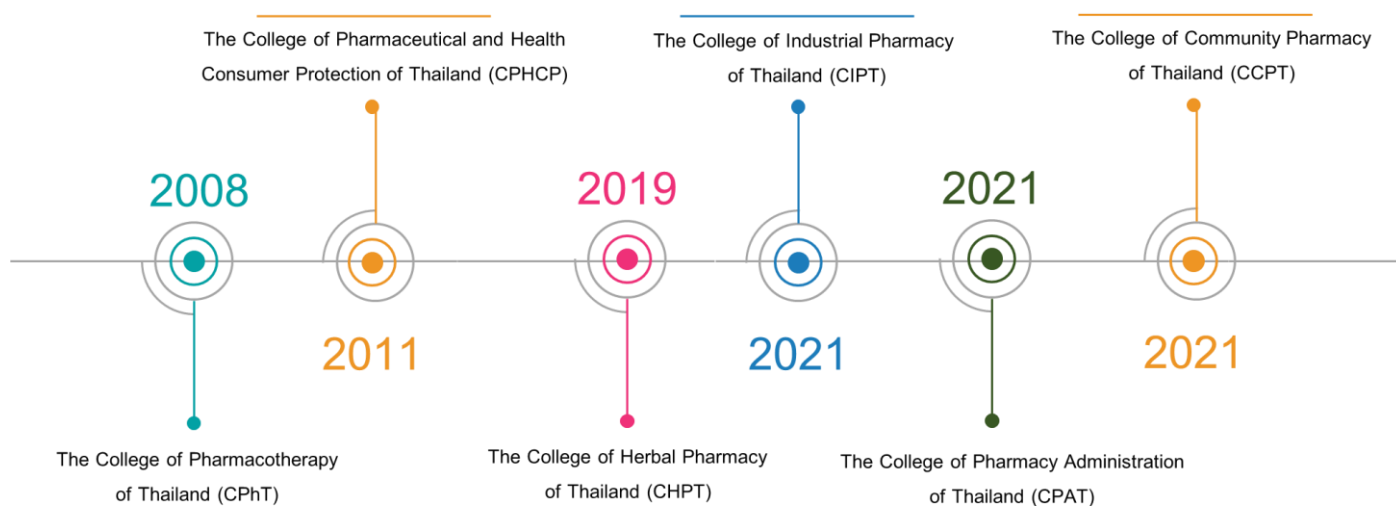 The College of Pharmaceutical and Health
Consumer Protection of Thailand (CPHCP)
The College of Industrial Pharmacy
of Thailand (CIPT)
The College of Community Pharmacy
of Thailand (CCPT)
2008
2019
2021
2011
2021
2021
The College of Pharmacotherapy
of Thailand (CPhT)
The College of Herbal Pharmacy
of Thailand (CHPT)
The College of Pharmacy Administration
of Thailand (CPAT)